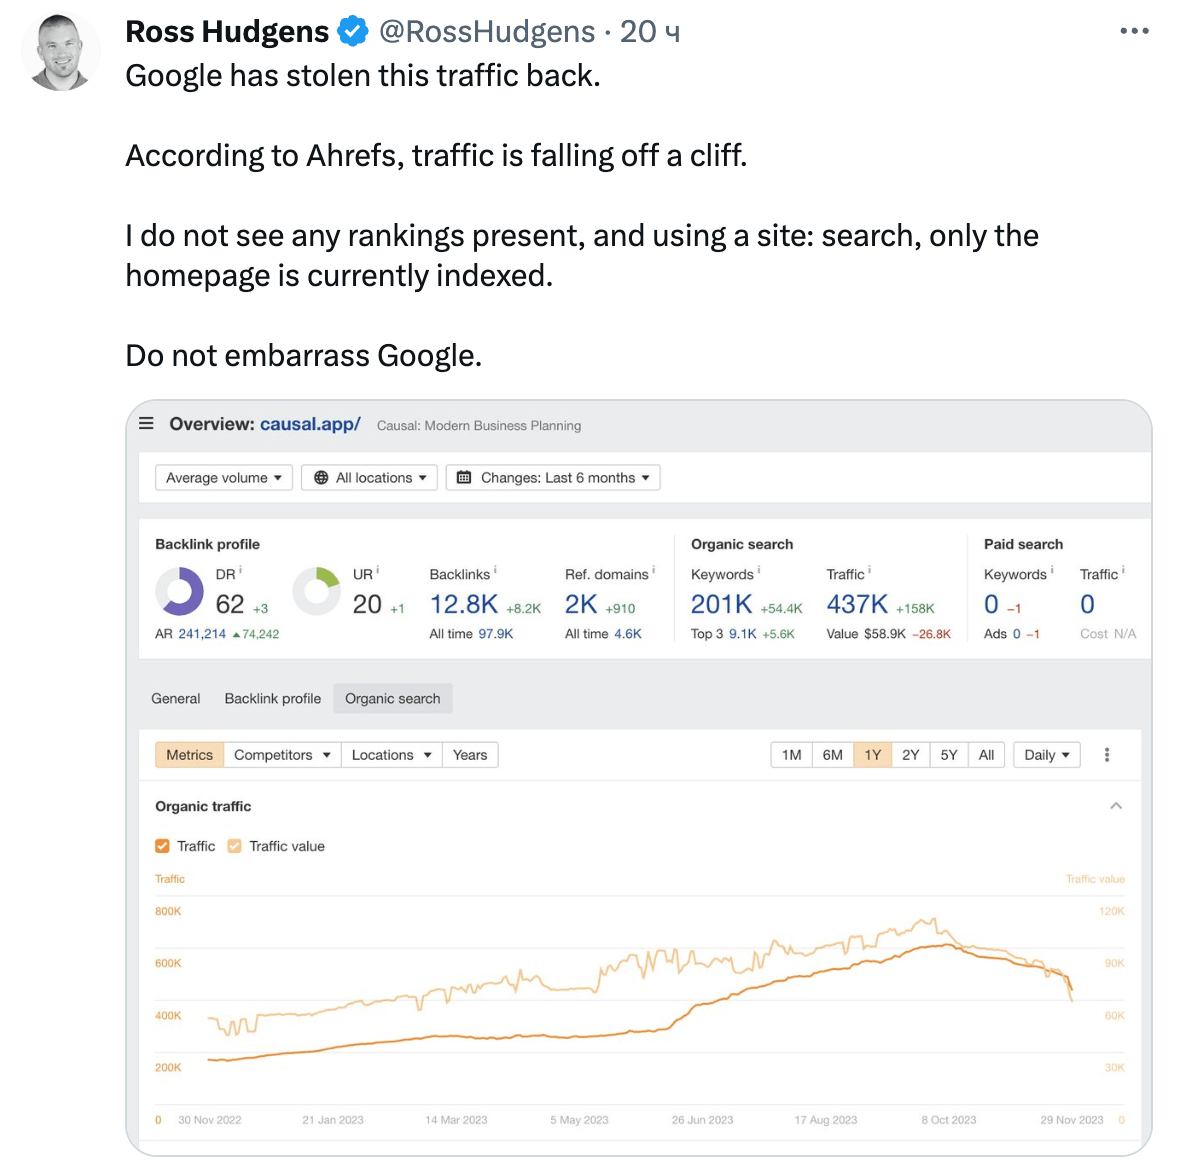 Ross Hudgens @RossHudgens · 20 ч
Google has stolen this traffic back.
According to Ahrefs, traffic is falling off a cliff.
I do not see any rankings present, and using a site: search, only the
homepage is currently indexed.
Do not embarrass Google.
Overview: causal.app/ Causal: Modern Business Planning
Average volume All locations Changes: Last 6 months
Backlink profile Organic search Paid search
DR i UR i Backlinks i Ref. domains i Keywords i Traffic i Keywords i Traffic i
62 +3 20 +1 12.8K +8.2K 2K +910 201K +54.4K 437K +158K 0 −1 0
AR 241,214 74,242 All time 97.9K All time 4.6K Top 3 9.1K +5.6K Value $58.9K −26.8K Ads 0 −1 Cost N/A
General Backlink profile Organic search
Metrics Competitors Locations Years 1M 6M 1Y 2Y 5Y All Daily
Organic traffic
Traffic Traffic value
Traffic Traffic value
800K 120K
600K 90K
400K 60K
200K 30K
0 30 Nov 2022 21 Jan 2023 14 Mar 2023 5 May 2023 26 Jun 2023 17 Aug 2023 8 Oct 2023 29 Nov 2023 0